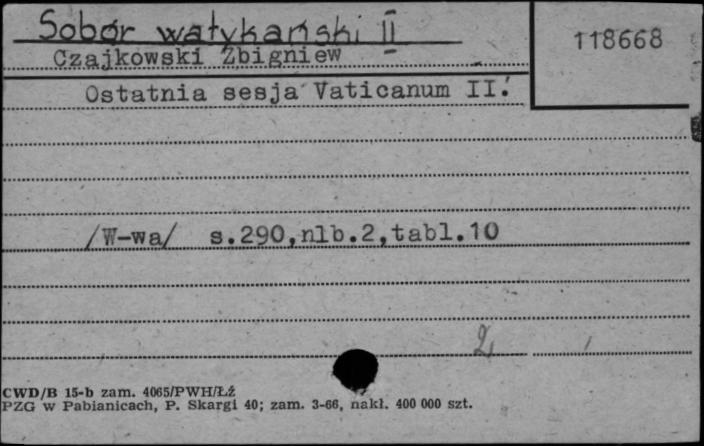 Sobór watykański II
118668
Czajkowski Zbigniew
Ostatnia sesja Vaticanum II.
/W-wa/ s.290,nlb.2,tabl.10
2
CWD/B 15-b zam. 4065/PWH/Łź
PZG w Pabianicach, P. Skargi 40; zam. 3-66, nakł. 400 000 szt.